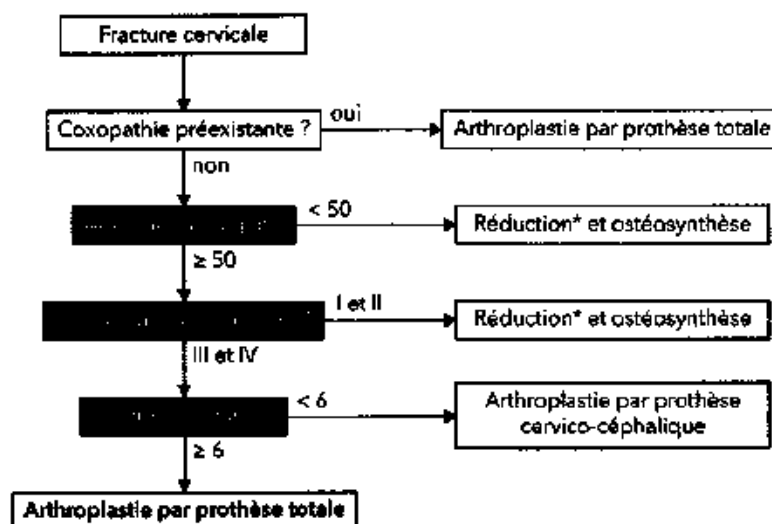 Fracture cervicale
Coxopathie préexistante ?
oui
Arthroplastie par prothèse totale
non
< 50
Réduction* et ostéosynthèse
≥ 50
I et II
Réduction* et ostéosynthèse
III et IV
< 6
Arthroplastie par prothèse
cervico-céphalique
≥ 6
Arthroplastie par prothèse totale